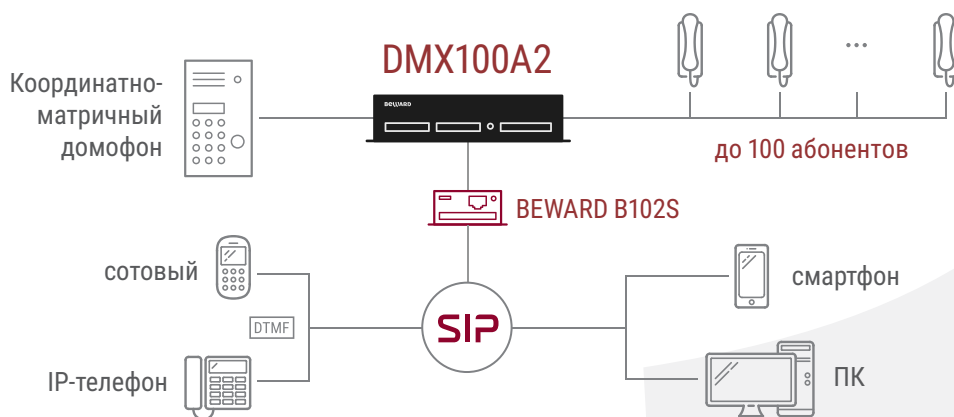 DMX100A2
Координатно-
матричный
домофон
BEWARD
...
до 100 абонентов
BEWARD B102S
сотовый
смартфон
DTMF
SIP
IP-телефон
ПК